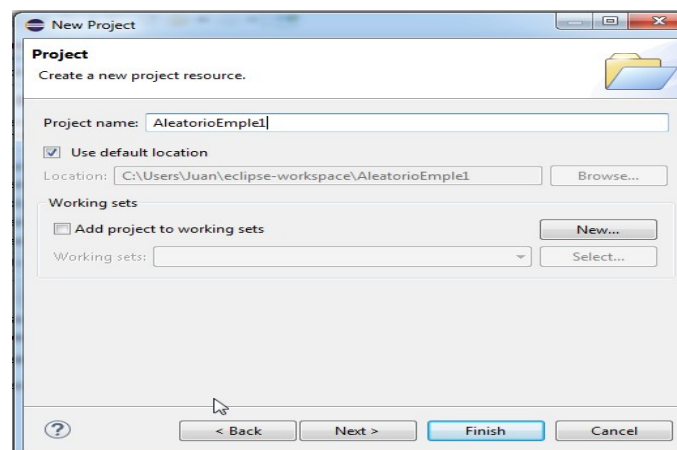 New Project
Project
Create a new project resource.
Project name: AleatorioEmple1
Use default location
Location: C:\Users\Juan\eclipse-workspace\AleatorioEmple1 Browse...
Working sets
Add project to working sets New...
Working sets: Select...
? < Back Next > Finish Cancel